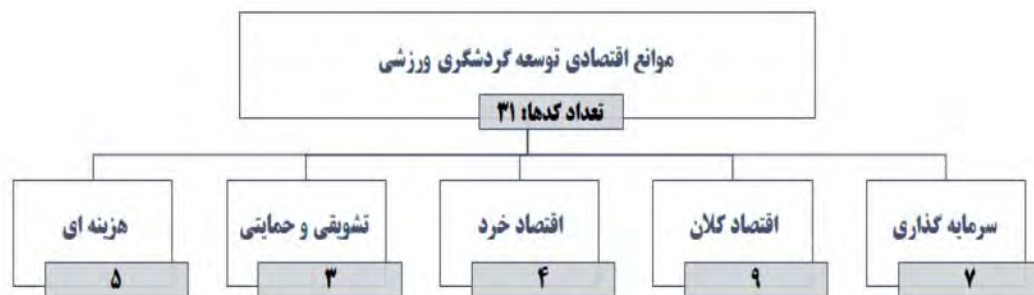 موانع اقتصادی توسعه گردشگری ورزشی
تعداد کدها: ۳۱
سرمایه گذاری
۷
اقتصاد کلان
۹
اقتصاد خرد
۴
تشویقی و حمایتی
۳
هزینه ای
۵